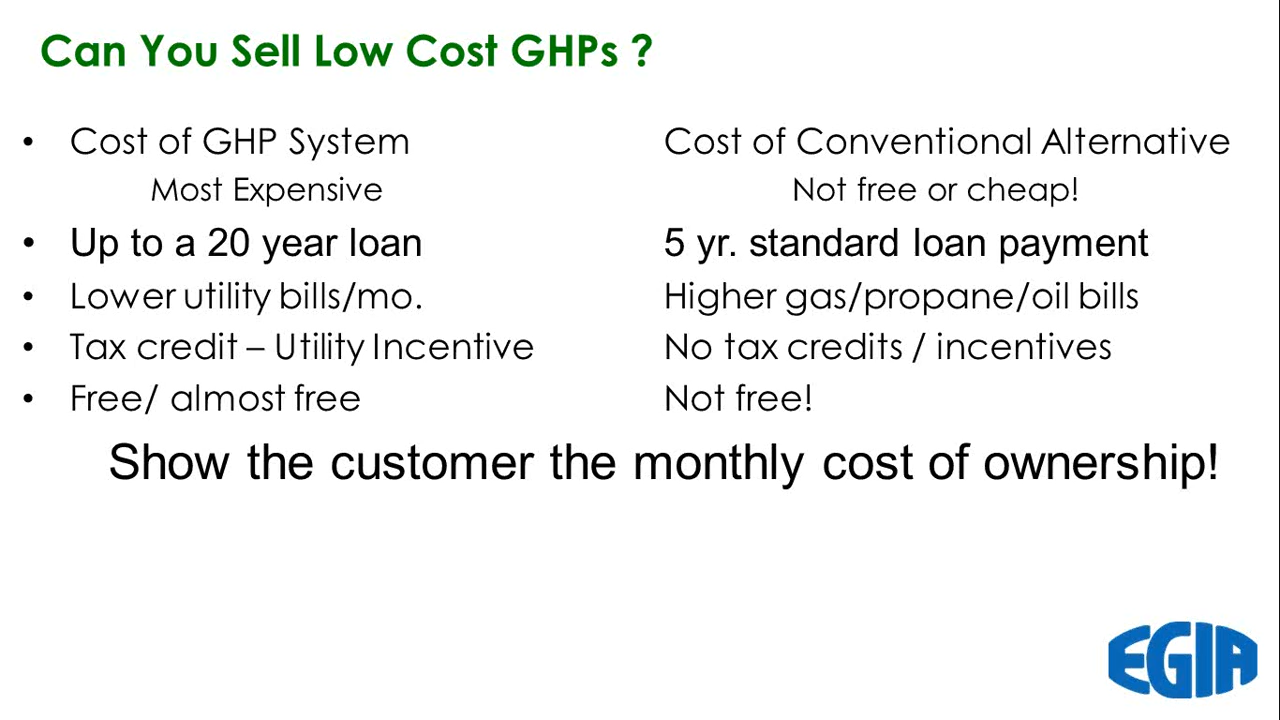 Can You Sell Low Cost GHPs ?
• Cost of GHP System Cost of Conventional Alternative
Most Expensive Not free or cheap!
• Up to a 20 year loan 5 yr. standard loan payment
• Lower utility bills/mo. Higher gas/propane/oil bills
• Tax credit – Utility Incentive No tax credits / incentives
• Free/ almost free Not free!
Show the customer the monthly cost of ownership!
EGIA